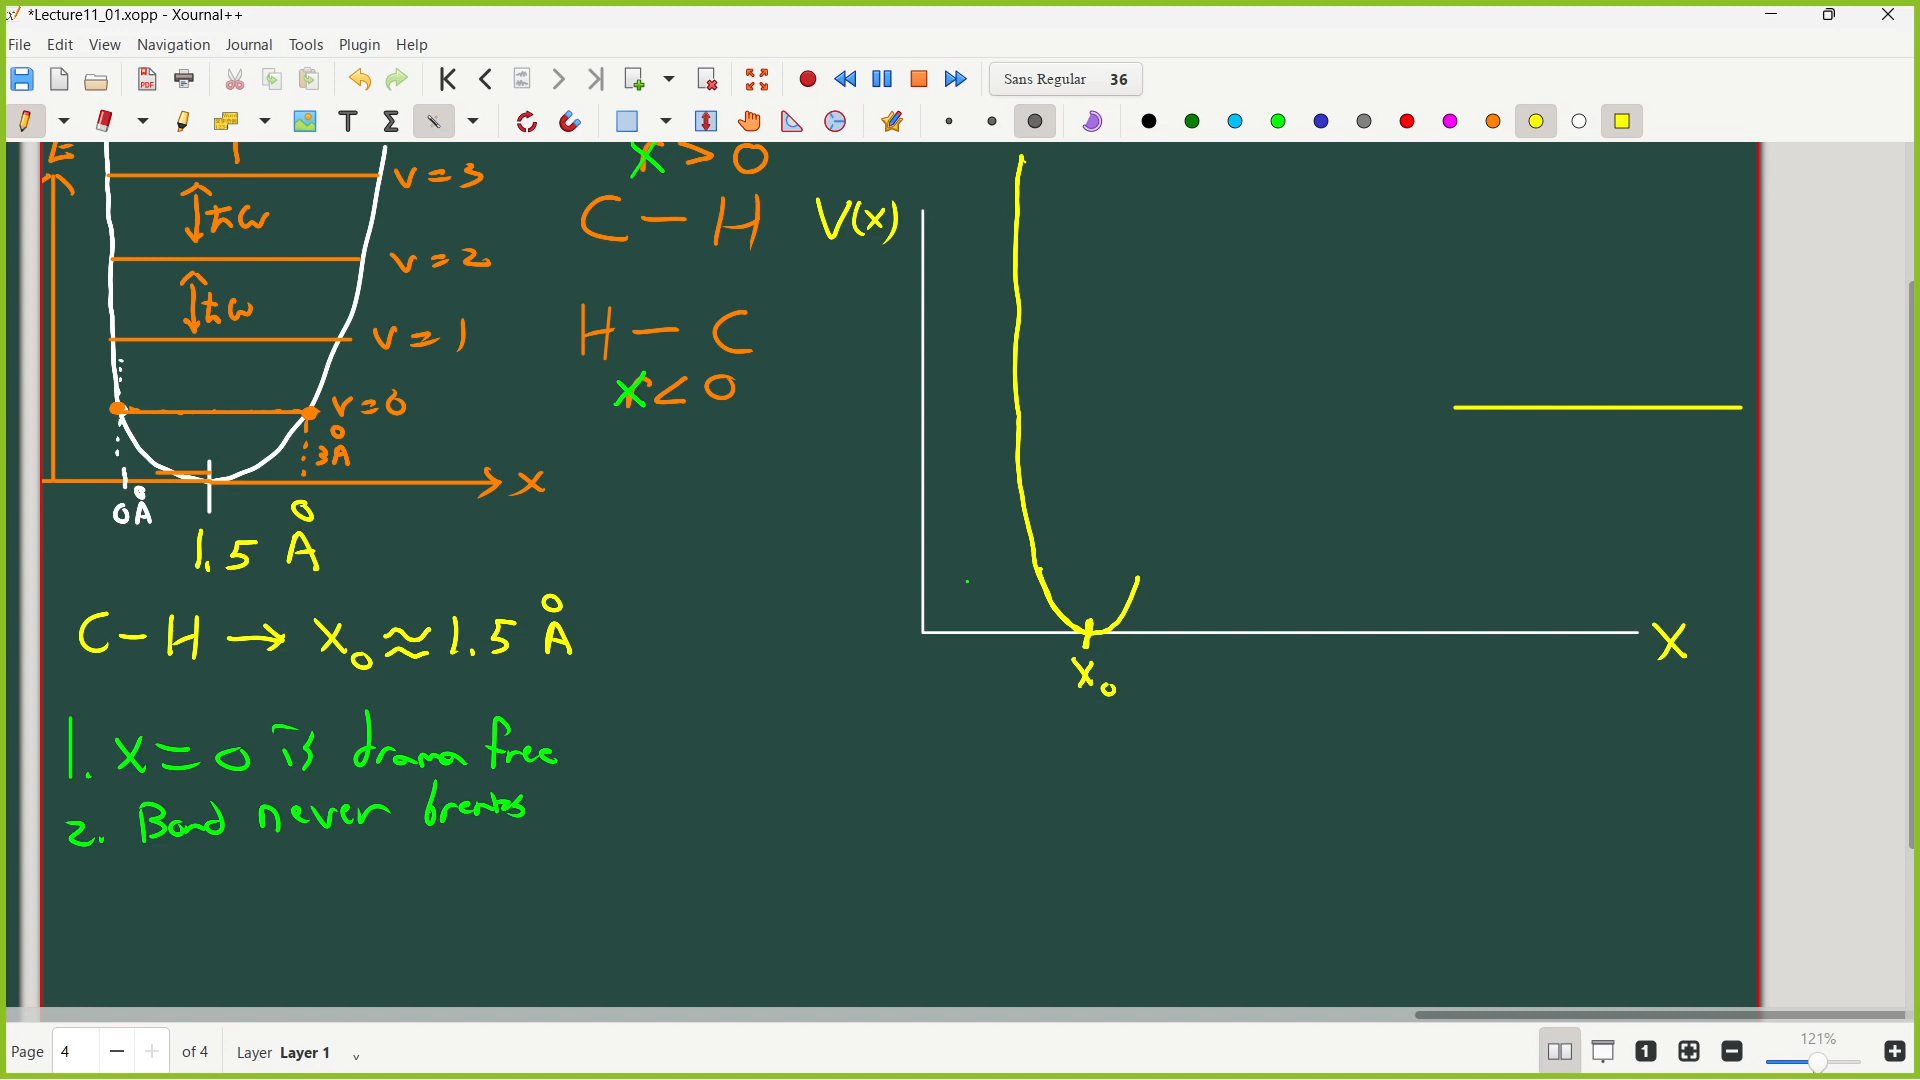 *Lecture11_01.xopp - Xournal++
File Edit View Navigation Journal Tools Plugin Help
Sans Regular 36
E
v = 3
ħω
v = 2
ħω
v = 1
v = 0
3 Å
x
0 Å
1.5 Å
C - H → x₀ ≈ 1.5 Å
1. x = 0 is drama free
2. Bond never breaks
x > 0
C - H
H - C
x < 0
V(x)
x
x₀
Page 4 of 4 Layer Layer 1
121%